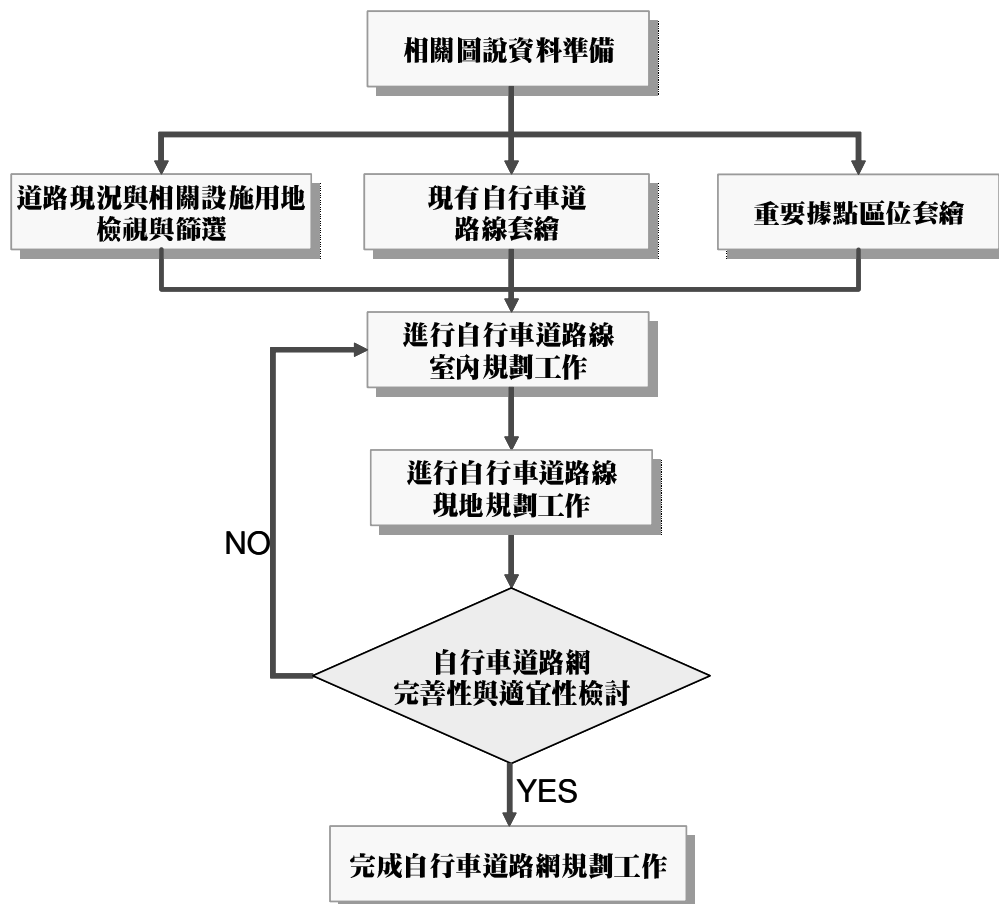 相關圖說資料準備
道路現況與相關設施用地
檢視與篩選
現有自行車道
路線套繪
重要據點區位套繪
進行自行車道路線
室內規劃工作
進行自行車道路線
現地規劃工作
NO
自行車道路網
完善性與適宜性檢討
YES
完成自行車道路網規劃工作